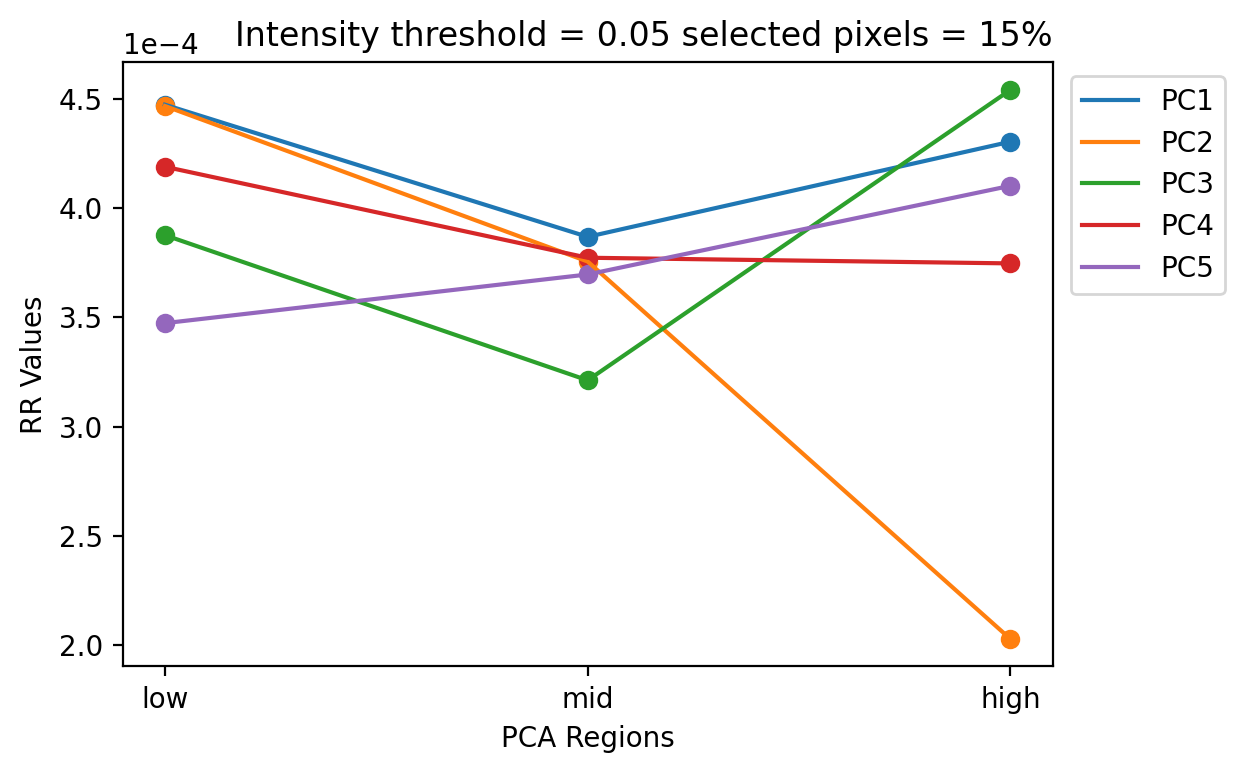 Intensity threshold = 0.05 selected pixels = 15%
1e−4
4.5
4.0
3.5
3.0
2.5
2.0
RR Values
low
mid
high
PCA Regions
PC1
PC2
PC3
PC4
PC5